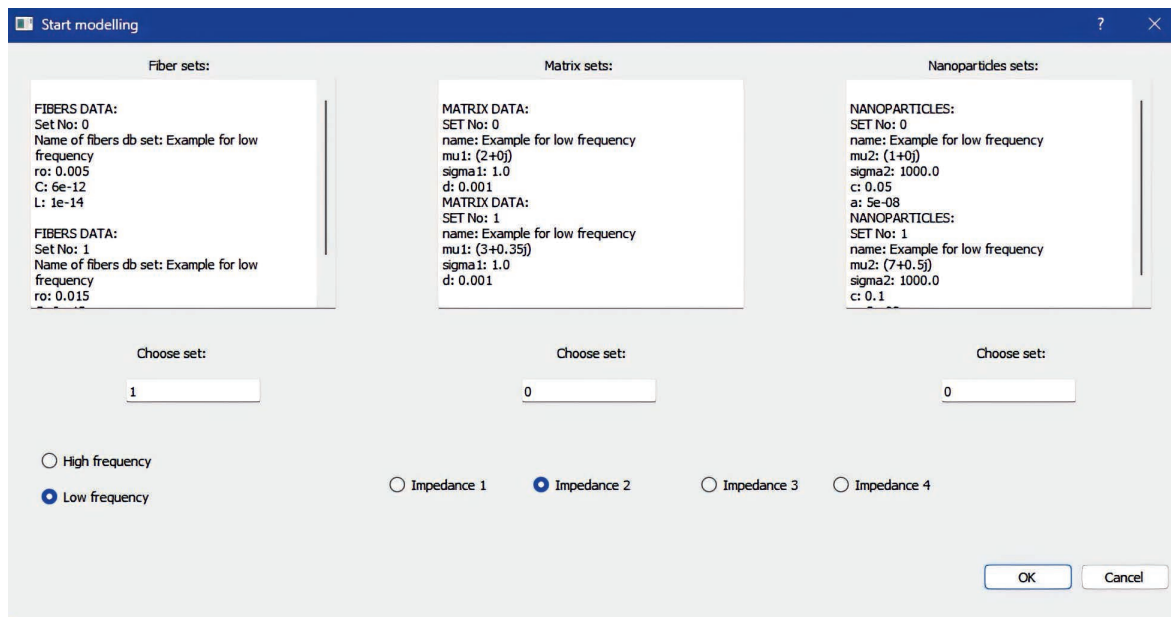 Start modelling
?
Fiber sets:
FIBERS DATA:
Set No: 0
Name of fibers db set: Example for low
frequency
ro: 0.005
C: 6e-12
L: 1e-14
FIBERS DATA:
Set No: 1
Name of fibers db set: Example for low
frequency
ro: 0.015
Matrix sets:
MATRIX DATA:
SET No: 0
name: Example for low frequency
mu1: (2+0j)
sigma1: 1.0
d: 0.001
MATRIX DATA:
SET No: 1
name: Example for low frequency
mu1: (3+0.35j)
sigma1: 1.0
d: 0.001
Nanoparticles sets:
NANOPARTICLES:
SET No: 0
name: Example for low frequency
mu2: (1+0j)
sigma2: 1000.0
c: 0.05
a: 5e-08
NANOPARTICLES:
SET No: 1
name: Example for low frequency
mu2: (7+0.5j)
sigma2: 1000.0
c: 0.1
Choose set:
1
Choose set:
0
Choose set:
0
High frequency
Low frequency
Impedance 1
Impedance 2
Impedance 3
Impedance 4
OK
Cancel